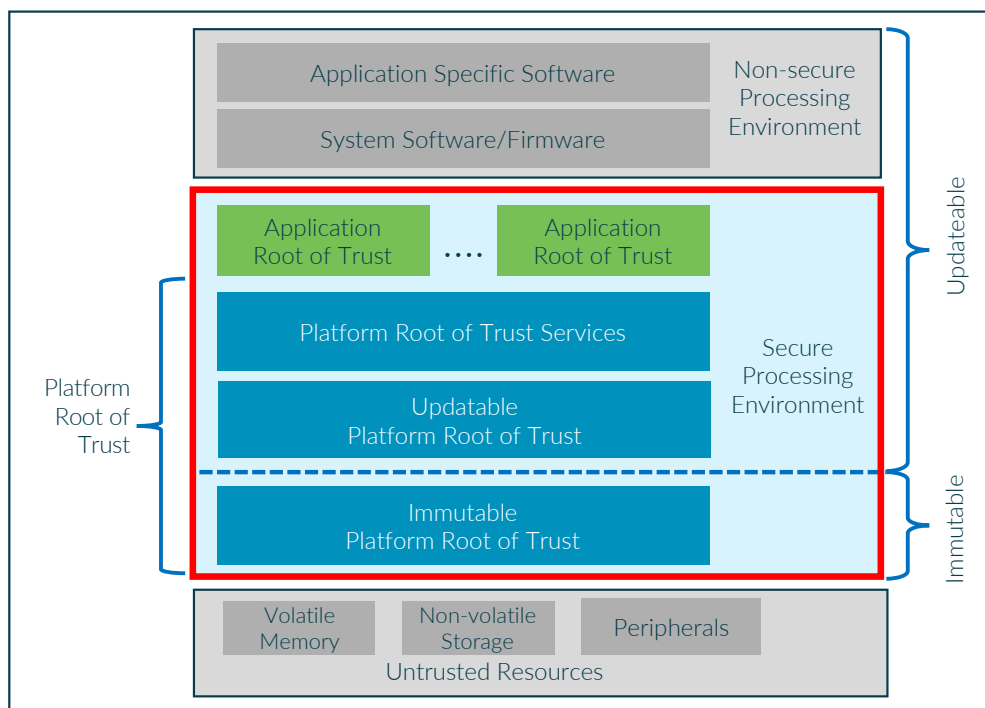 Application Specific Software
System Software/Firmware
Non-secure
Processing
Environment
Application
Root of Trust
....
Application
Root of Trust
Platform Root of Trust Services
Updatable
Platform Root of Trust
Immutable
Platform Root of Trust
Secure
Processing
Environment
Platform
Root of
Trust
Updateable
Immutable
Volatile
Memory
Non-volatile
Storage
Peripherals
Untrusted Resources